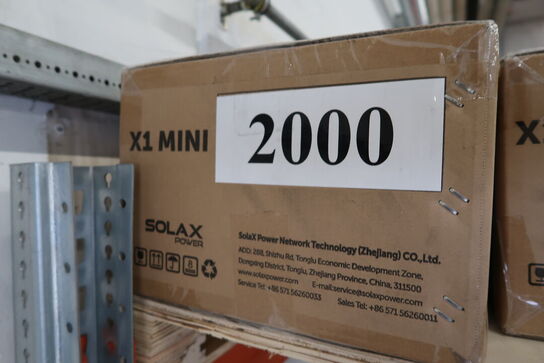 X1 MINI
2000
SOLAX
POWER
SolaX Power Network Technology (Zhejiang) CO.,Ltd.
ADD: 288, Shizhu Rd, Tonglu Economic Development Zone,
Dongxing District, Tonglu, Zhejiang Province, China, 311500
www.solaxpower.com E-mail:service@solaxpower.com
Service Tel: +86 571 56260033 Sales Tel: +86 571 56260011
8
X